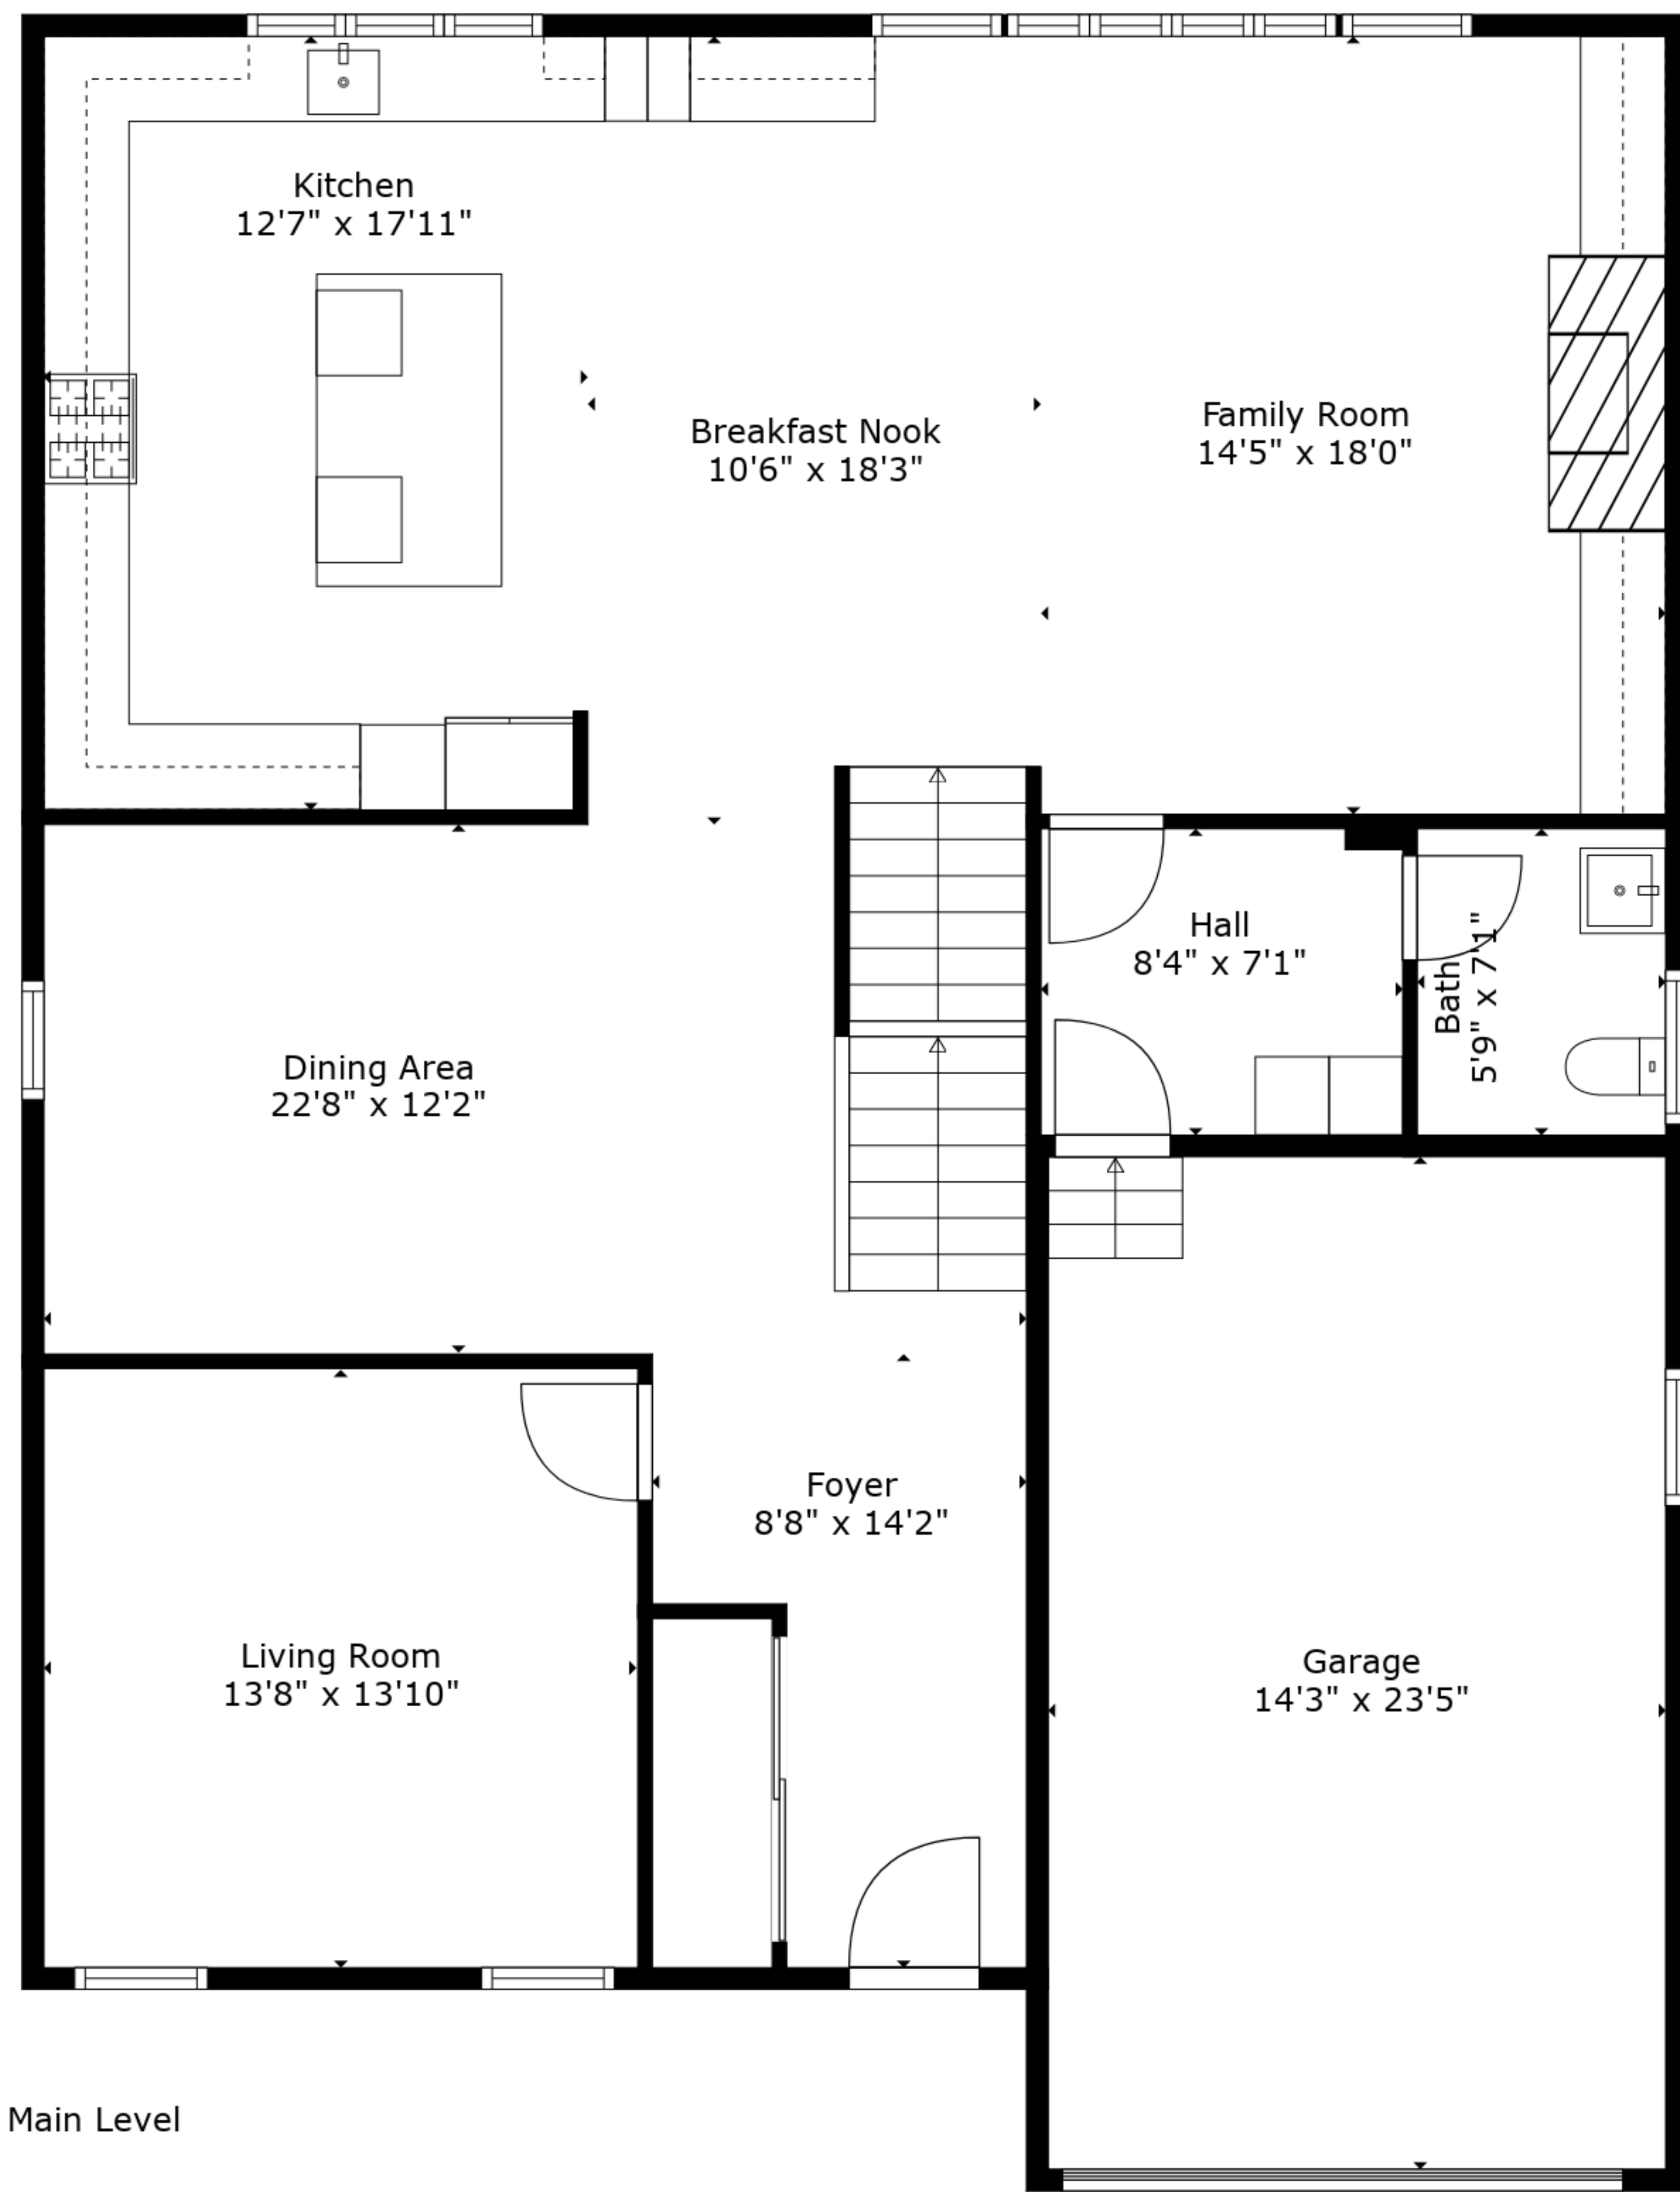 Kitchen
12'7" x 17'11"
Breakfast Nook
10'6" x 18'3"
Family Room
14'5" x 18'0"
Hall
8'4" x 7'1"
Bath
5'9" x 7'1"
Dining Area
22'8" x 12'2"
Foyer
8'8" x 14'2"
Living Room
13'8" x 13'10"
Garage
14'3" x 23'5"
Main Level